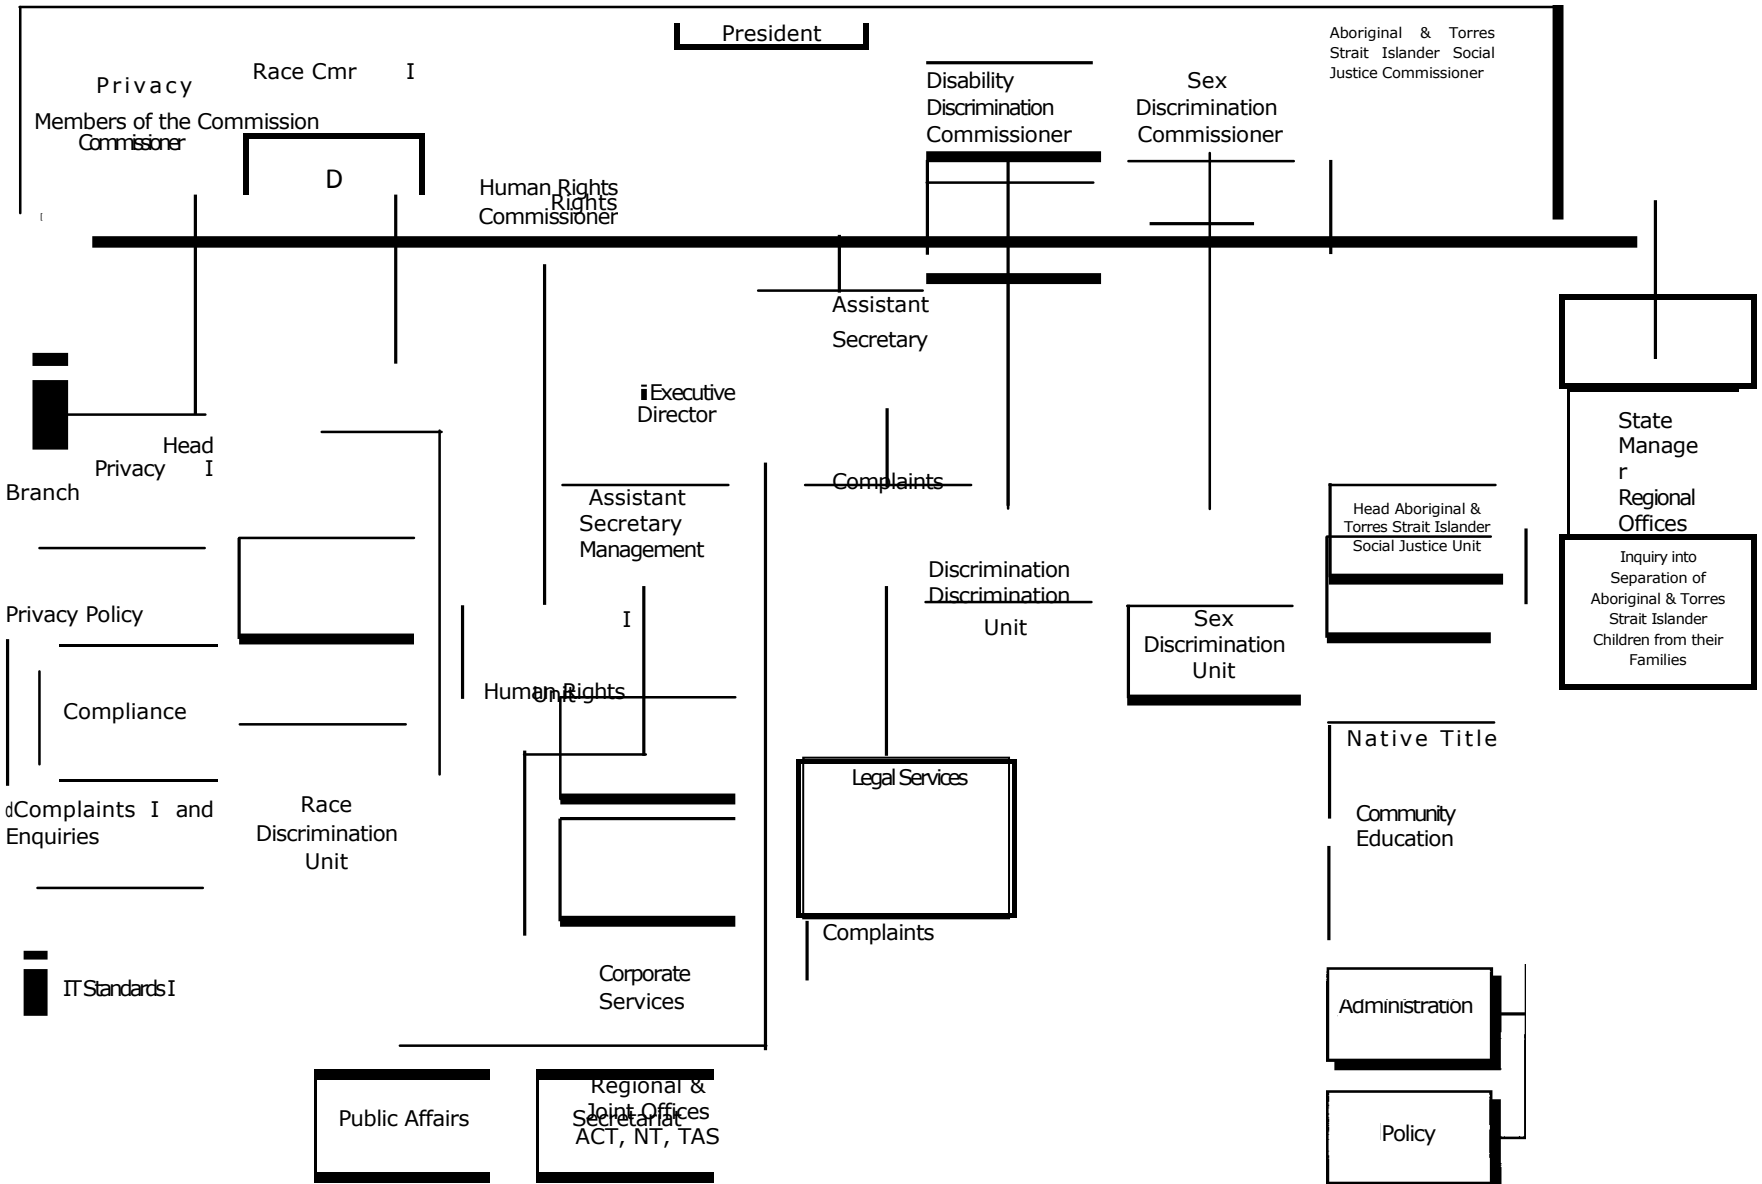 President
Aboriginal & Torres
Strait Islander Social
Justice Commissioner
Race Cmr I
Privacy
Members of the Commission
Commissioner
Disability
Discrimination
Commissioner
Sex
Discrimination
Commissioner
D
Human Rights
Rights
Commissioner
I
Assistant
Secretary
i Executive
Director
Head
Privacy I
Branch
Complaints
Assistant
Secretary
Management
State
Manage
r
Regional
Offices
Head Aboriginal &
Torres Strait Islander
Social Justice Unit
Inquiry into
Separation of
Aboriginal & Torres
Strait Islander
Children from their
Families
Discrimination
Discrimination
Unit
Privacy Policy
I
Sex
Discrimination
Unit
Human Rights
Unit
Compliance
Native Title
Legal Services
dComplaints I and
Enquiries
Race
Discrimination
Unit
Community
Education
Complaints
IT Standards I
Corporate
Services
Administration
Public Affairs
Regional &
Joint Offices
Secretariat
ACT, NT, TAS
Policy